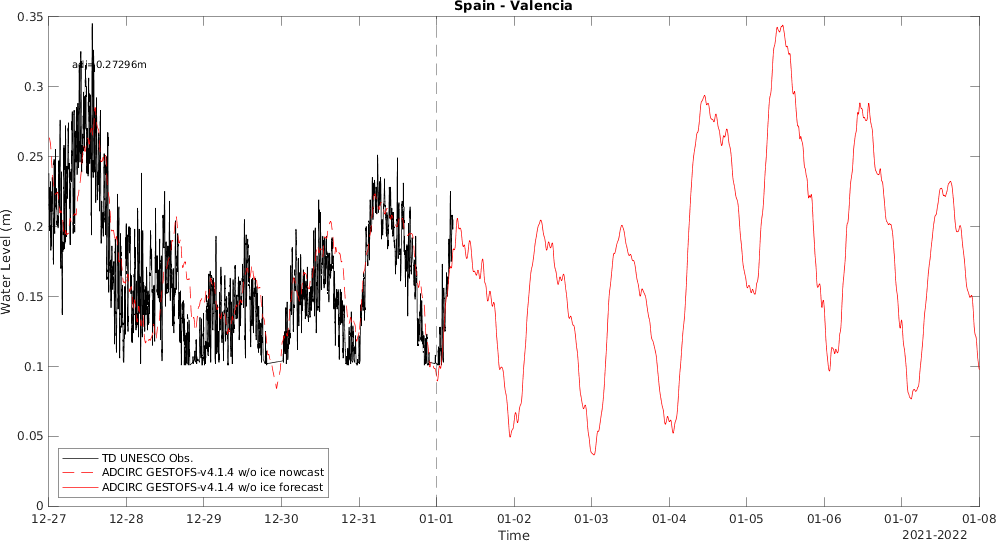 Spain - Valencia
0.35
0.3
0.25
0.2
0.15
0.1
0.05
0
Water Level (m)
0.27296m
TD UNESCO Obs.
ADCIRC GESTOFS-v4.1.4 w/o ice nowcast
ADCIRC GESTOFS-v4.1.4 w/o ice forecast
12-27 12-28 12-29 12-30 12-31 01-01 01-02 01-03 01-04 01-05 01-06 01-07 01-08
Time
2021-2022